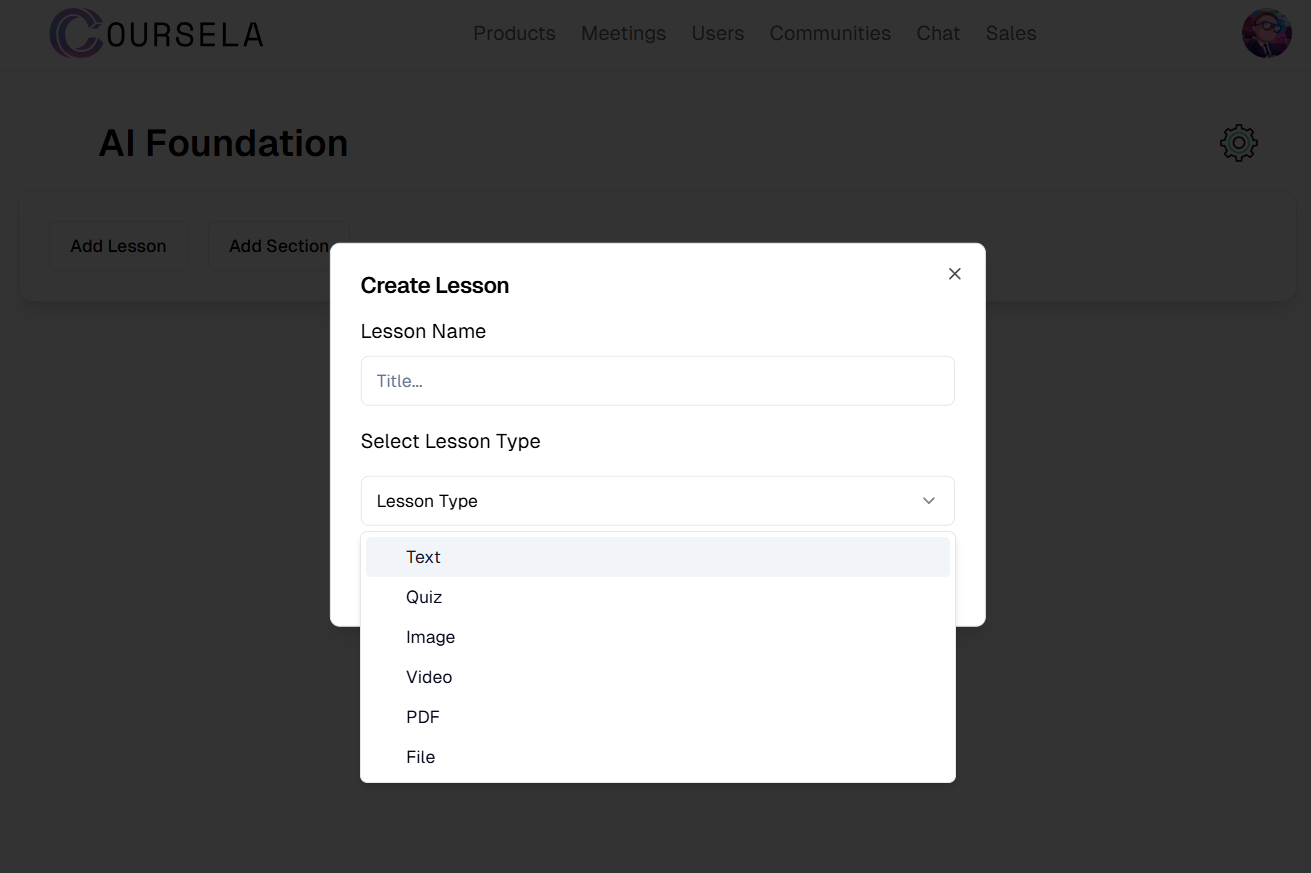 COURSELA
Products Meetings Users Communities Chat Sales
AI Foundation
Add Lesson Add Section
Create Lesson
Lesson Name
Title...
Select Lesson Type
Lesson Type
Text
Quiz
Image
Video
PDF
File